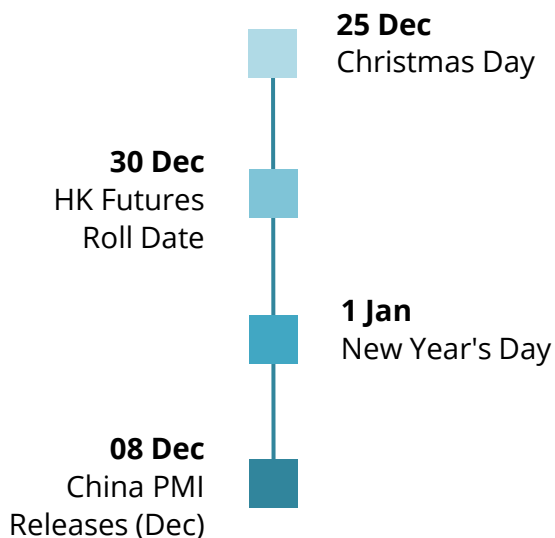 25 Dec
Christmas Day
30 Dec
HK Futures
Roll Date
1 Jan
New Year's Day
08 Dec
China PMI
Releases (Dec)